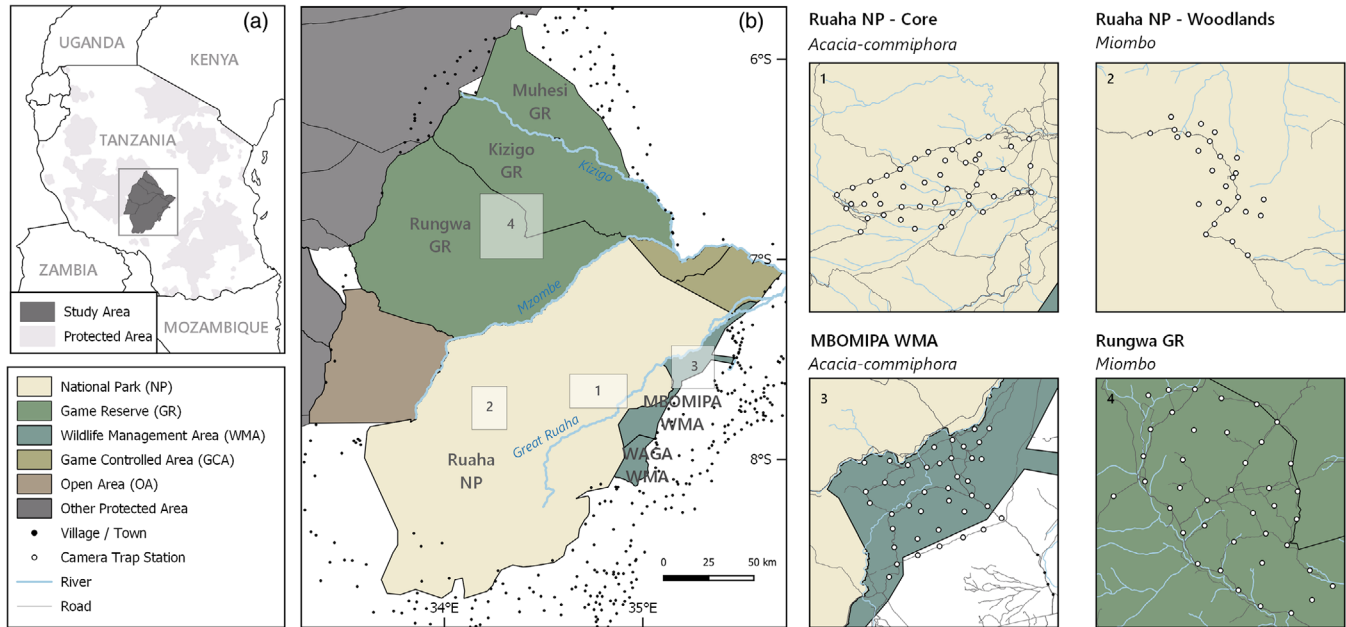 (a)
UGANDA
KENYA
TANZANIA
ZAMBIA
MOZAMBIQUE
Study Area
Protected Area
National Park (NP)
Game Reserve (GR)
Wildlife Management Area (WMA)
Game Controlled Area (GCA)
Open Area (OA)
Other Protected Area
Village / Town
Camera Trap Station
River
Road
(b)
Muhesi
GR
Kizigo
GR
Kizigo
Rungwa
GR
4
Mzombe
3
1
2
MBOMIPA
WMA
Great Ruaha
WAGA
WMA
Ruaha
NP
6°S
7°S
8°S
0 25 50 km
34°E
35°E
Ruaha NP - Core
Acacia-commiphora
1
Ruaha NP - Woodlands
Miombo
2
MBOMIPA WMA
Acacia-commiphora
3
Rungwa GR
Miombo
4